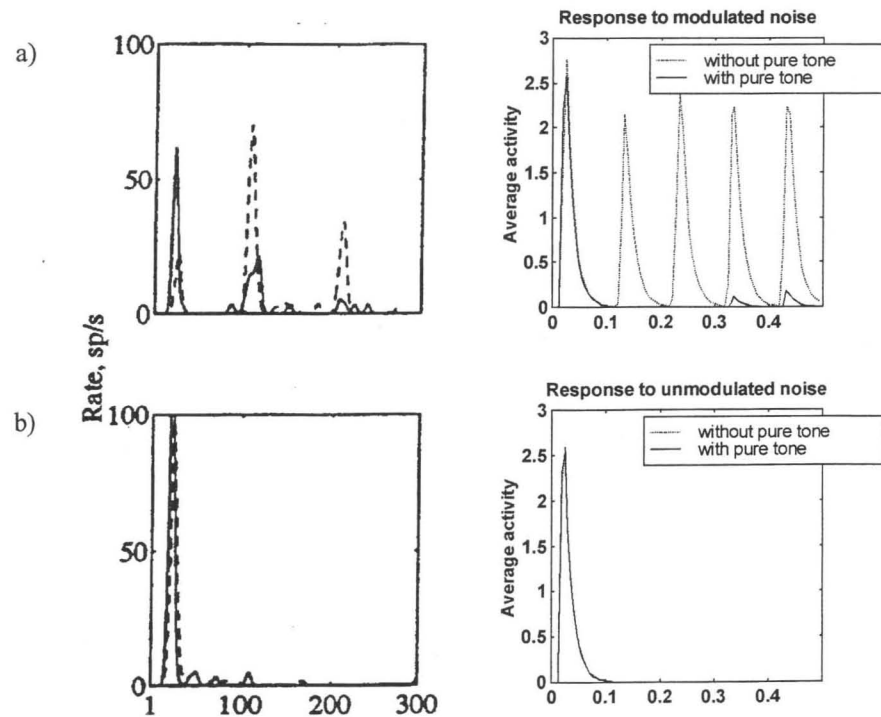 a)
Rate, sp/s
100
50
0
Response to modulated noise
Average activity
3
2.5
2
1.5
1
0.5
0
without pure tone
with pure tone
0 0.1 0.2 0.3 0.4
b)
100
50
0
1 100 200 300
Response to unmodulated noise
Average activity
3
2.5
2
1.5
1
0.5
0
without pure tone
with pure tone
0 0.1 0.2 0.3 0.4